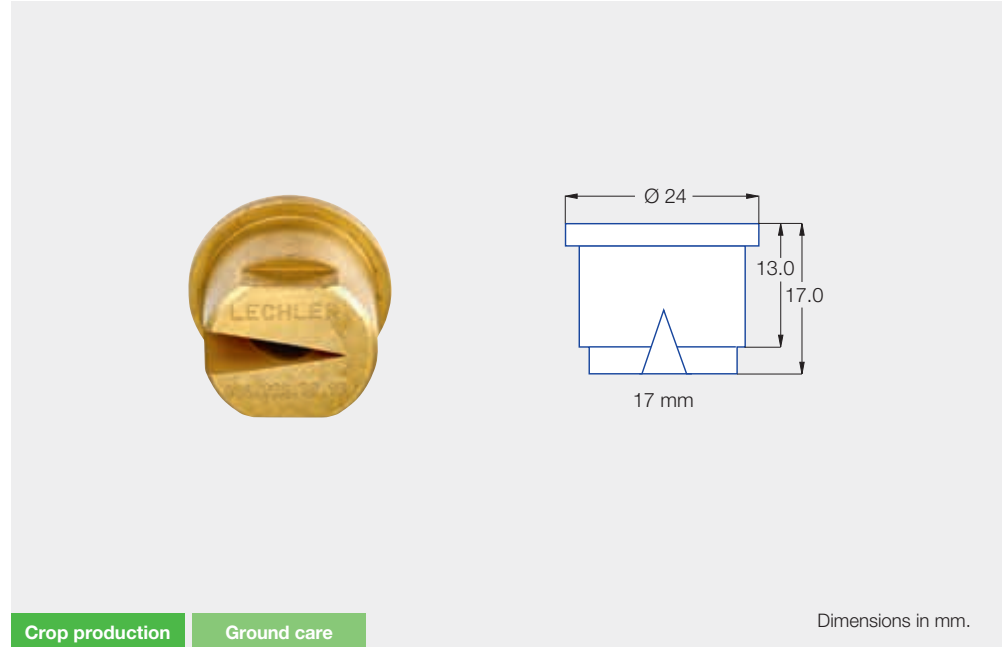 Ø 24
13.0
17.0
LECHLER
17 mm
Crop production
Ground care
Dimensions in mm.